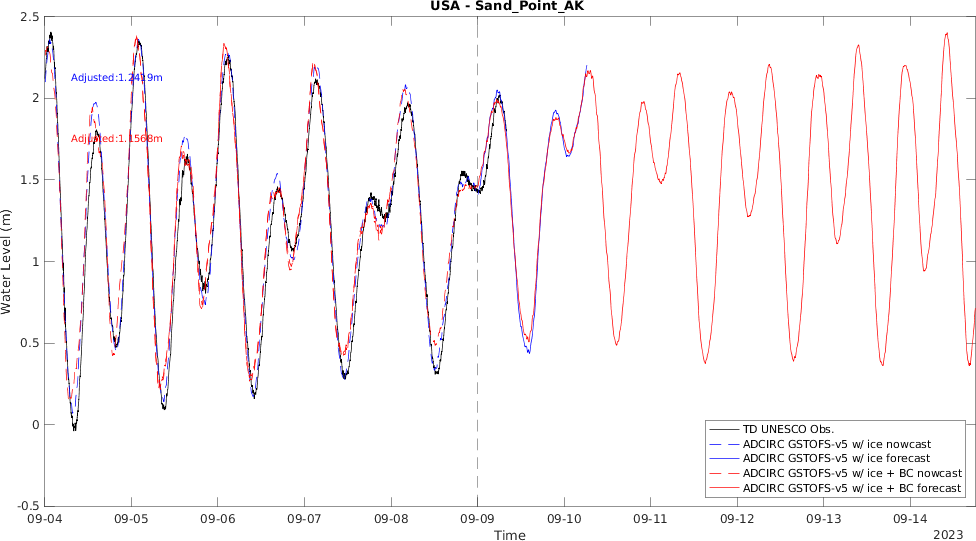 USA - Sand_Point_AK
2.5
2
1.5
1
0.5
0
-0.5
Water Level (m)
Adjusted:1.2419m
Adjusted:1.1568m
TD UNESCO Obs.
ADCIRC GSTOFS-v5 w/ ice nowcast
ADCIRC GSTOFS-v5 w/ ice forecast
ADCIRC GSTOFS-v5 w/ ice + BC nowcast
ADCIRC GSTOFS-v5 w/ ice + BC forecast
09-04 09-05 09-06 09-07 09-08 09-09 09-10 09-11 09-12 09-13 09-14
Time
2023